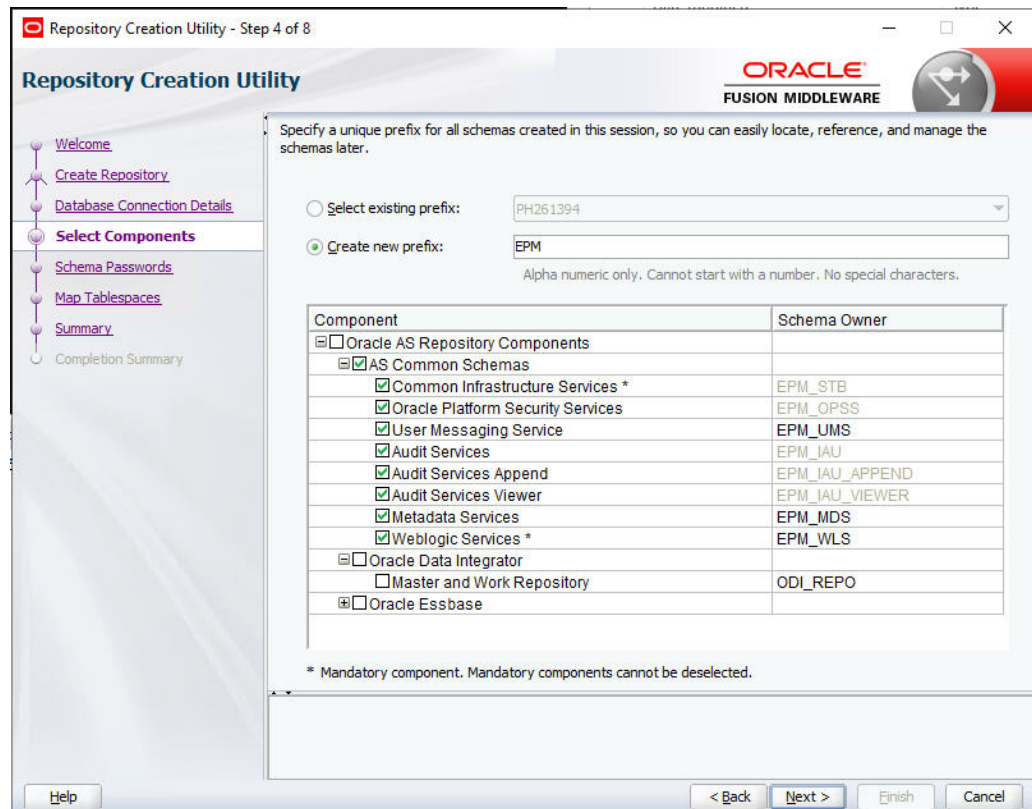 Repository Creation Utility - Step 4 of 8
Repository Creation Utility
ORACLE
FUSION MIDDLEWARE
Welcome
Create Repository
Database Connection Details
Select Components
Schema Passwords
Map Tablespaces
Summary
Completion Summary
Specify a unique prefix for all schemas created in this session, so you can easily locate, reference, and manage the
schemas later.
Select existing prefix: PH261394
Create new prefix: EPM
Alpha numeric only. Cannot start with a number. No special characters.
Component Schema Owner
Oracle AS Repository Components
AS Common Schemas
Common Infrastructure Services * EPM_STB
Oracle Platform Security Services EPM_OPSS
User Messaging Service EPM_UMS
Audit Services EPM_IAU
Audit Services Append EPM_IAU_APPEND
Audit Services Viewer EPM_IAU_VIEWER
Metadata Services EPM_MDS
Weblogic Services * EPM_WLS
Oracle Data Integrator
Master and Work Repository ODI_REPO
Oracle Essbase
* Mandatory component. Mandatory components cannot be deselected.
Help < Back Next > Finish Cancel